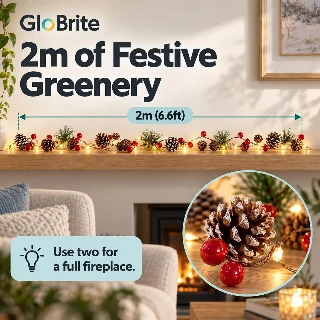 GloBrite
2m of Festive
Greenery
2m (6.6ft)
Use two for
a full fireplace.